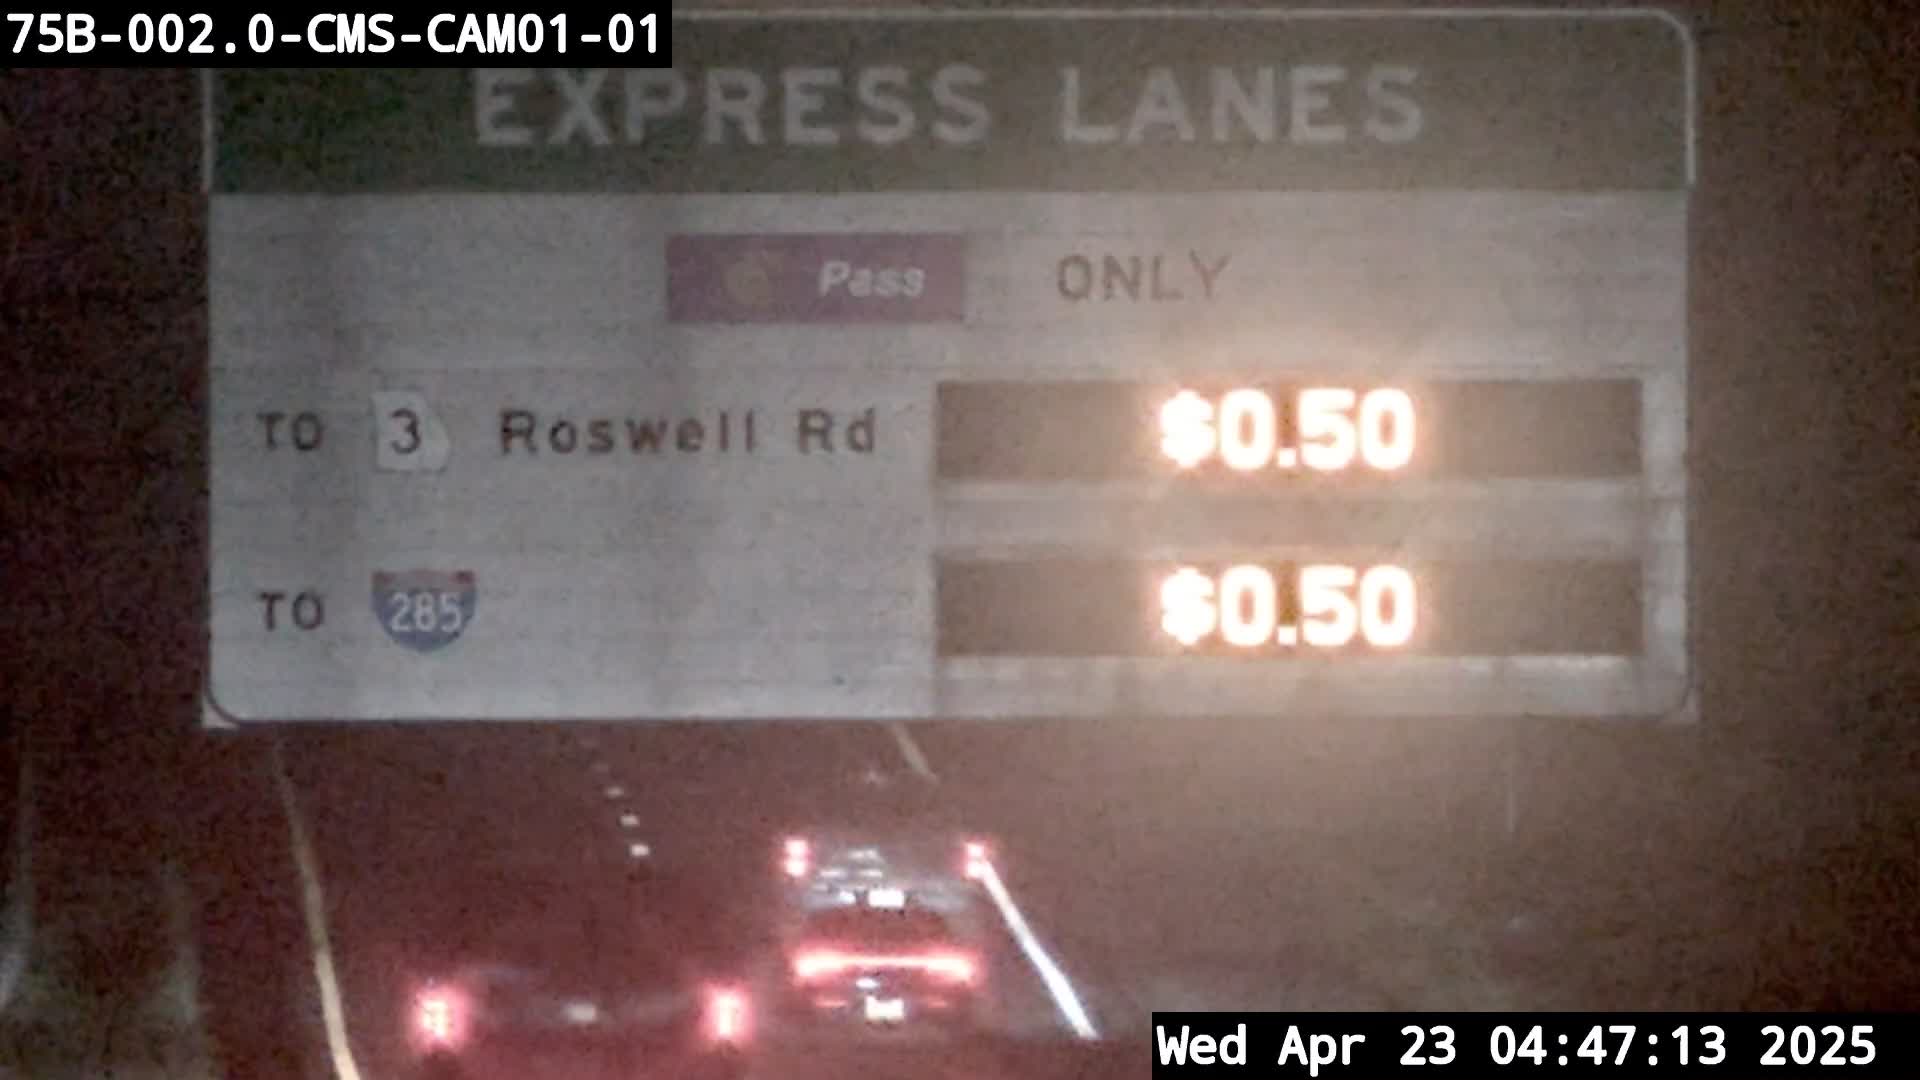 75B-002.0-CMS-CAM01-01
EXPRESS LANES
Pass ONLY
TO 3 Roswell Rd $0.50
TO 285 $0.50
Wed Apr 23 04:47:13 2025